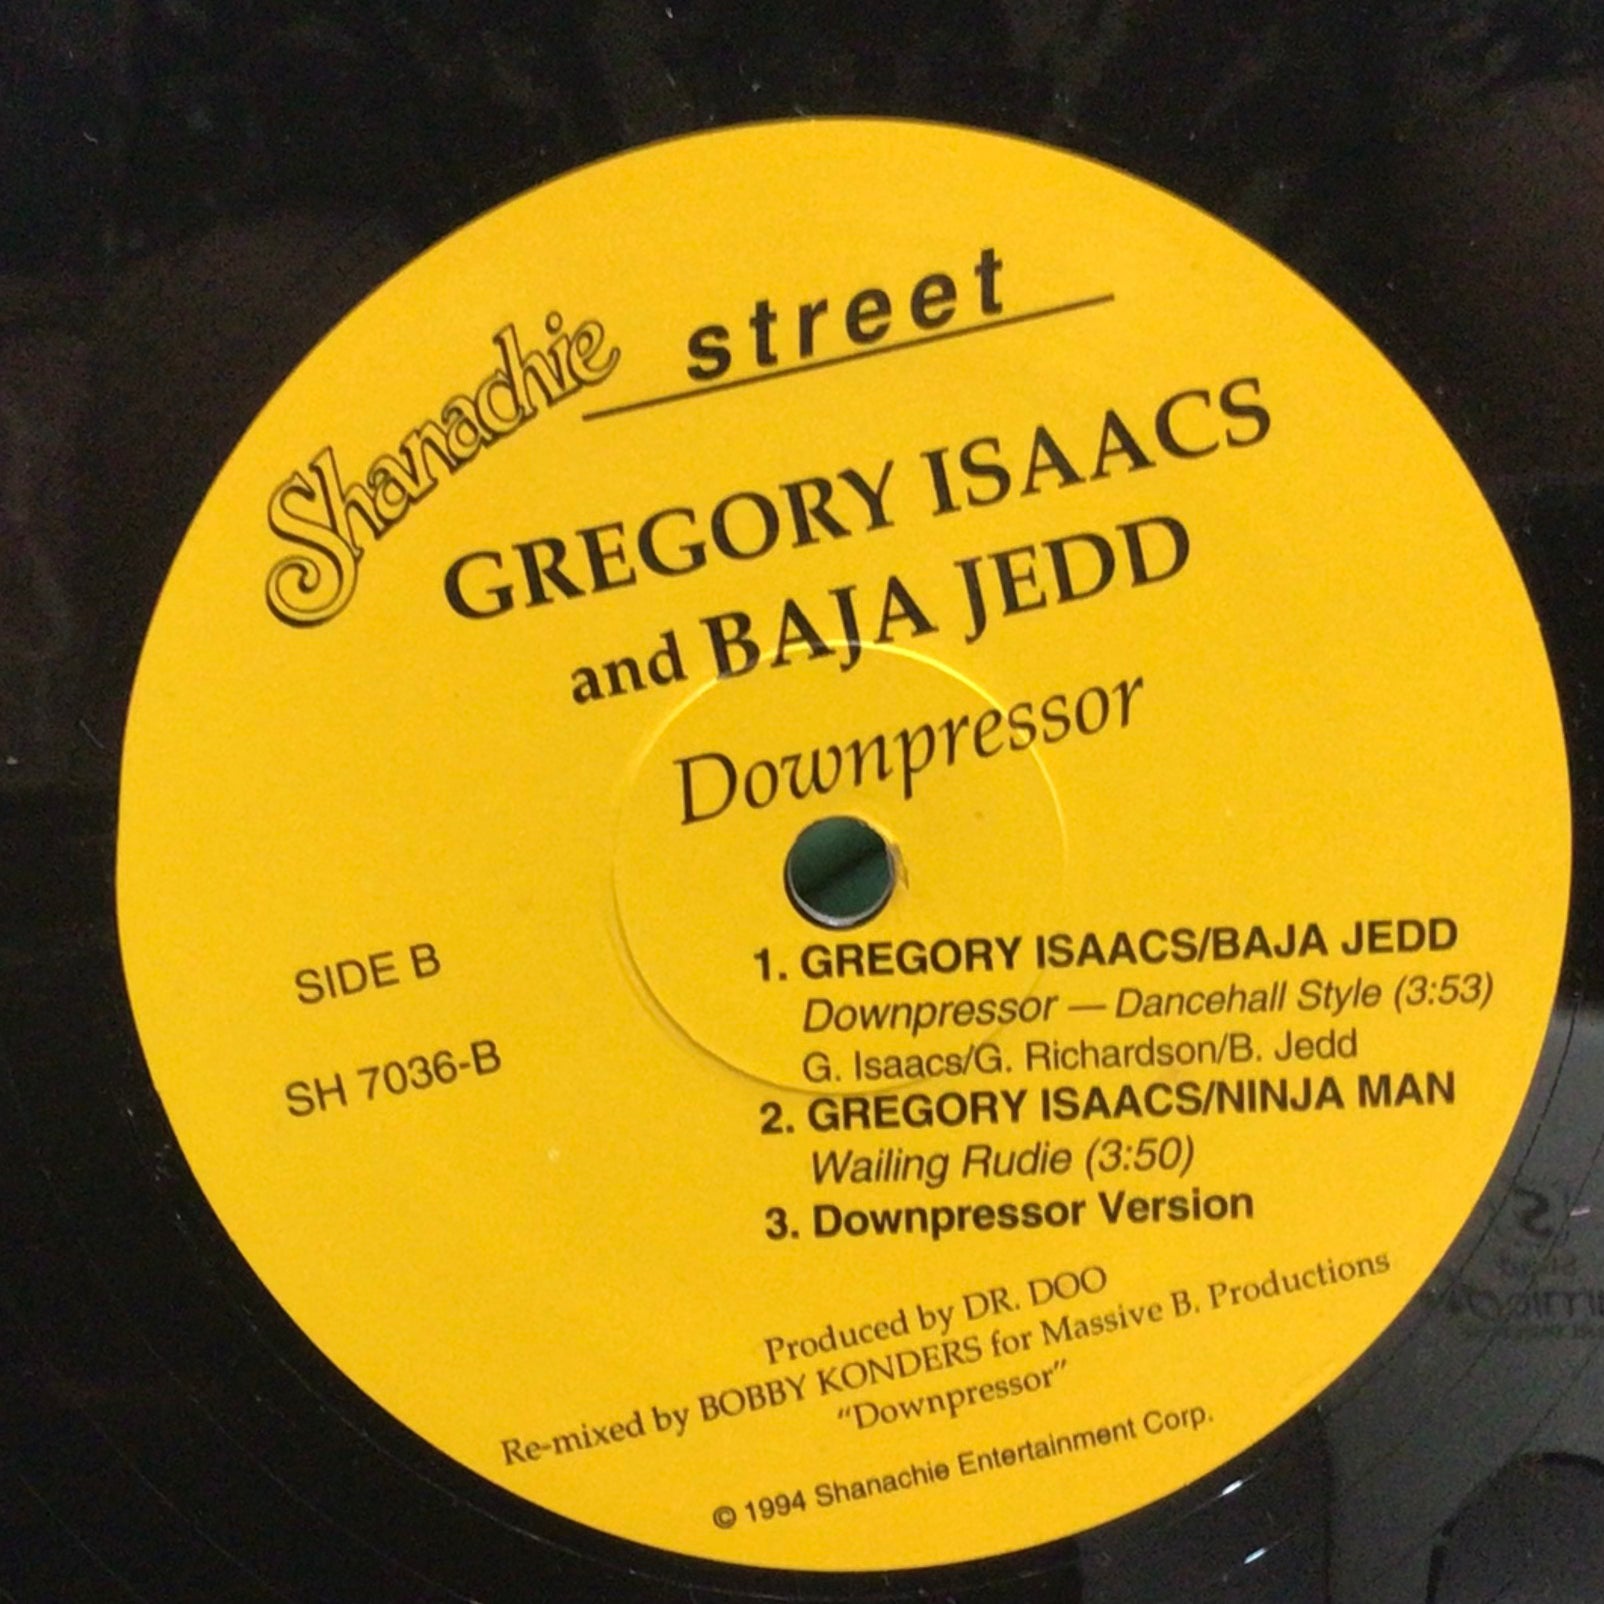 Shanachie street
GREGORY ISAACS
and BAJA JEDD
Downpressor
SIDE B
SH 7036-B
1. GREGORY ISAACS/BAJA JEDD
Downpressor — Dancehall Style (3:53)
G. Isaacs/G. Richardson/B. Jedd
2. GREGORY ISAACS/NINJA MAN
Wailing Rudie (3:50)
3. Downpressor Version
Produced by DR. DOO
Re-mixed by BOBBY KONDERS for Massive B. Productions
“Downpressor”
© 1994 Shanachie Entertainment Corp.